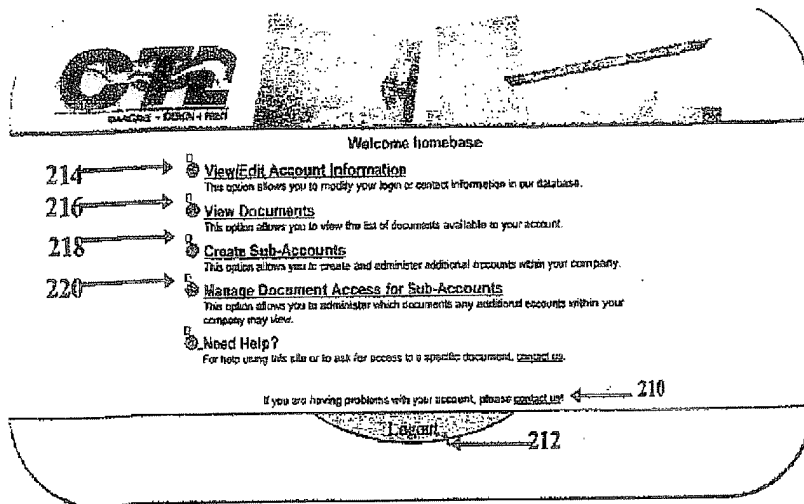 CTI
Welcome homebase
214 View/Edit Account Information
This option allows you to modify your login or contact information in our database.
216 View Documents
This option allows you to view the list of documents available to your account.
218 Create Sub-Accounts
This option allows you to create and administer additional accounts within your company.
220 Manage Document Access for Sub-Accounts
This option allows you to administer which documents any additional accounts within your
company may view.
Need Help?
For help using this site or to ask for access to a specific document, contact us.
If you are having problems with your account, please contact us! 210
Logout
212